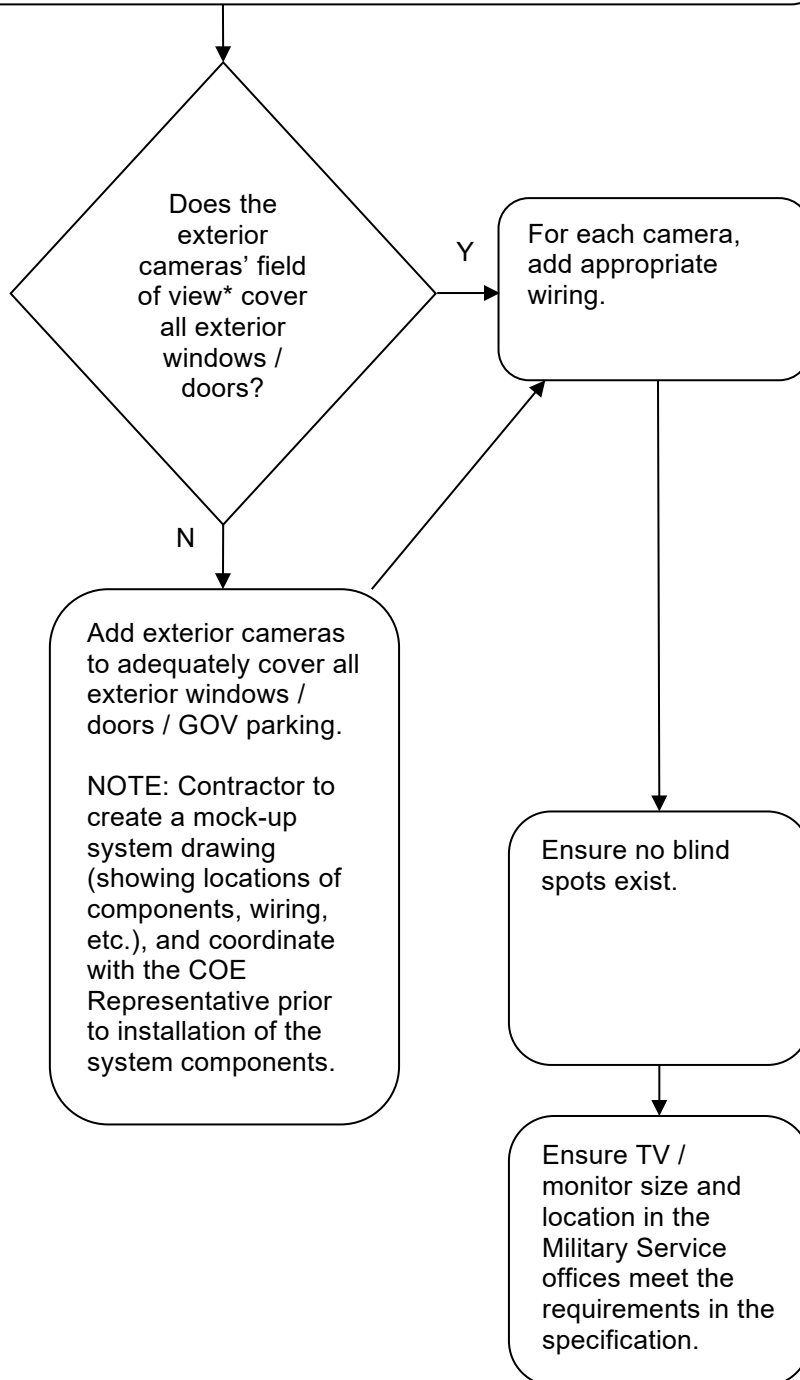 Does the
exterior
cameras’ field
of view* cover
all exterior
windows /
doors?
Y
For each camera,
add appropriate
wiring.
N
Add exterior cameras
to adequately cover all
exterior windows /
doors / GOV parking.
NOTE: Contractor to
create a mock-up
system drawing
(showing locations of
components, wiring,
etc.), and coordinate
with the COE
Representative prior
to installation of the
system components.
Ensure no blind
spots exist.
Ensure TV /
monitor size and
location in the
Military Service
offices meet the
requirements in the
specification.